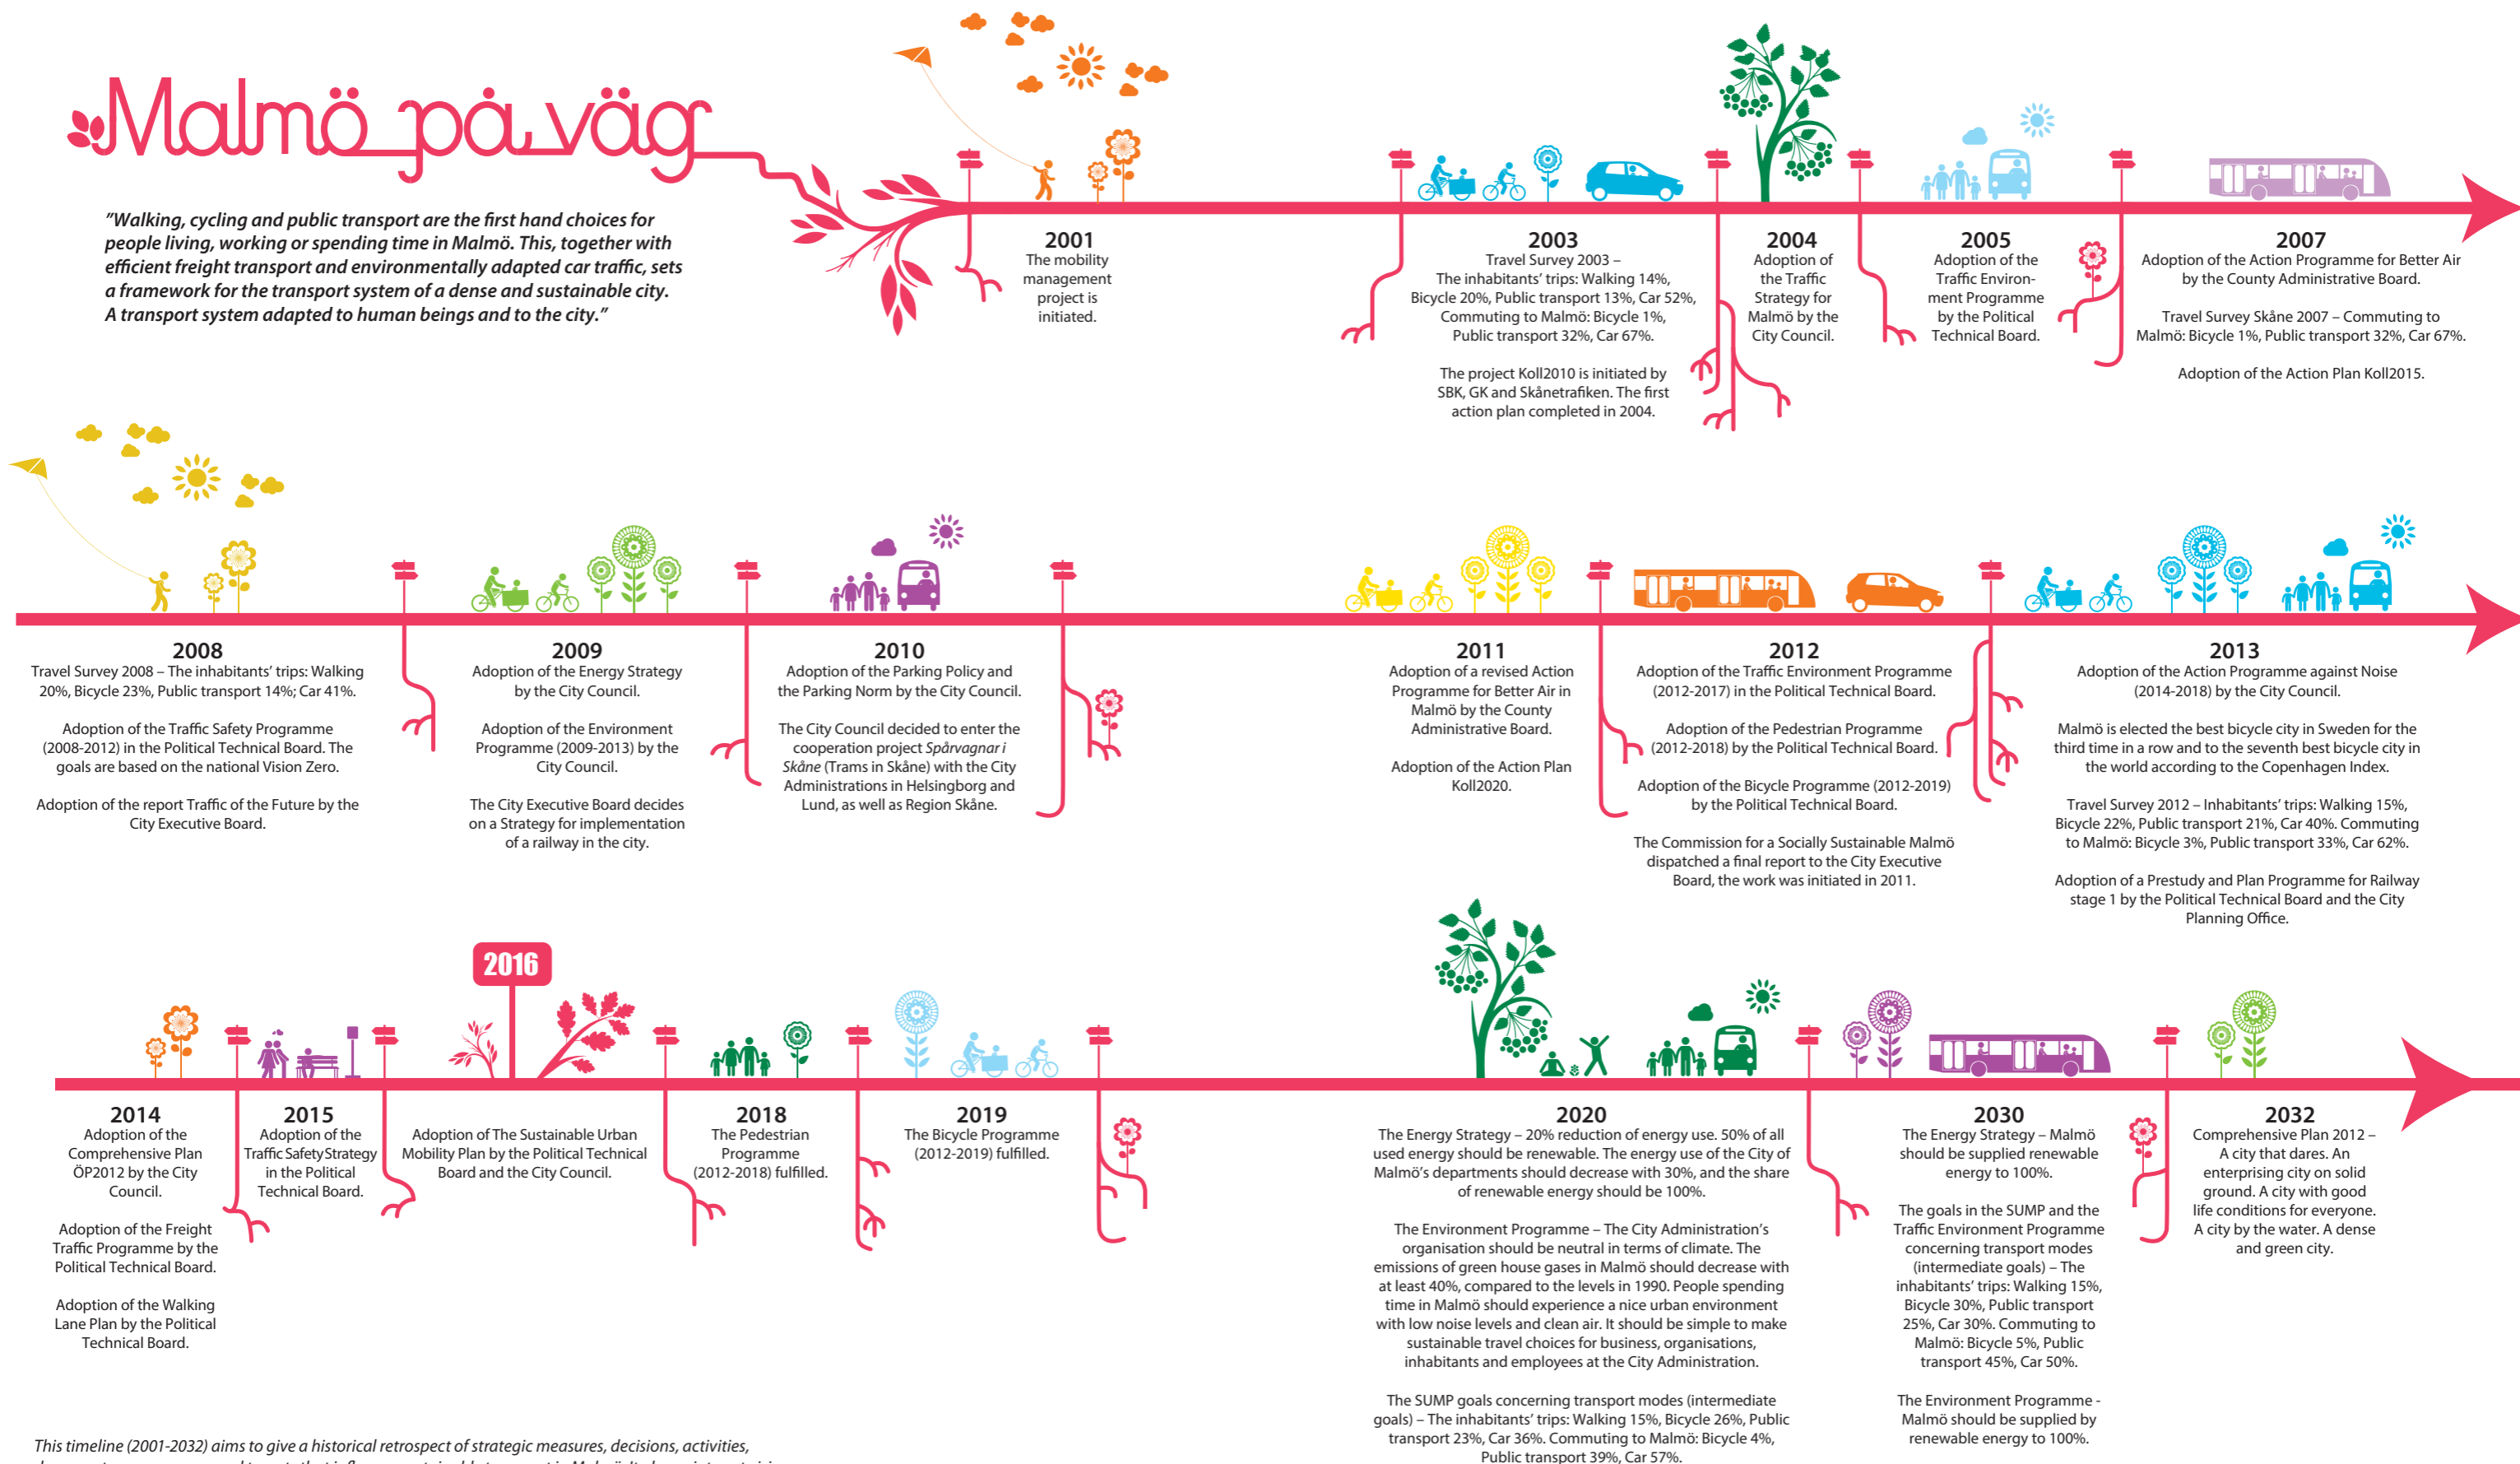 Malmö på väg
"Walking, cycling and public transport are the first hand choices for
people living, working or spending time in Malmö. This, together with
efficient freight transport and environmentally adapted car traffic, sets
a framework for the transport system of a dense and sustainable city.
A transport system adapted to human beings and to the city."
2001
The mobility
management
project is
initiated.
2003
Travel Survey 2003 –
The inhabitants' trips: Walking 14%,
Bicycle 20%, Public transport 13%, Car 52%,
Commuting to Malmö: Bicycle 1%,
Public transport 32%, Car 67%.
The project Koll2010 is initiated by
SBK, GK and Skånetrafiken. The first
action plan completed in 2004.
2004
Adoption of
the Traffic
Strategy for
Malmö by the
City Council.
2005
Adoption of the
Traffic Environ-
ment Programme
by the Political
Technical Board.
2007
Adoption of the Action Programme for Better Air
by the County Administrative Board.
Travel Survey Skåne 2007 – Commuting to
Malmö: Bicycle 1%, Public transport 32%, Car 67%.
Adoption of the Action Plan Koll2015.
2008
Travel Survey 2008 – The inhabitants' trips: Walking
20%, Bicycle 23%, Public transport 14%; Car 41%.
Adoption of the Traffic Safety Programme
(2008-2012) in the Political Technical Board. The
goals are based on the national Vision Zero.
Adoption of the report Traffic of the Future by the
City Executive Board.
2009
Adoption of the Energy Strategy
by the City Council.
Adoption of the Environment
Programme (2009-2013) by the
City Council.
The City Executive Board decides
on a Strategy for implementation
of a railway in the city.
2010
Adoption of the Parking Policy and
the Parking Norm by the City Council.
The City Council decided to enter the
cooperation project Spårvagnar i
Skåne (Trams in Skåne) with the City
Administrations in Helsingborg and
Lund, as well as Region Skåne.
2011
Adoption of a revised Action
Programme for Better Air in
Malmö by the County
Administrative Board.
Adoption of the Action Plan
Koll2020.
2012
Adoption of the Traffic Environment Programme
(2012-2017) in the Political Technical Board.
Adoption of the Pedestrian Programme
(2012-2018) by the Political Technical Board.
Adoption of the Bicycle Programme (2012-2019)
by the Political Technical Board.
The Commission for a Socially Sustainable Malmö
dispatched a final report to the City Executive
Board, the work was initiated in 2011.
2013
Adoption of the Action Programme against Noise
(2014-2018) by the City Council.
Malmö is elected the best bicycle city in Sweden for the
third time in a row and to the seventh best bicycle city in
the world according to the Copenhagen Index.
Travel Survey 2012 – Inhabitants' trips: Walking 15%,
Bicycle 22%, Public transport 21%, Car 40%. Commuting
to Malmö: Bicycle 3%, Public transport 33%, Car 62%.
Adoption of a Prestudy and Plan Programme for Railway
stage 1 by the Political Technical Board and the City
Planning Office.
2014
Adoption of the
Comprehensive Plan
ÖP2012 by the City
Council.
Adoption of the Freight
Traffic Programme by the
Political Technical Board.
Adoption of the Walking
Lane Plan by the Political
Technical Board.
2015
Adoption of the
Traffic Safety Strategy
in the Political
Technical Board.
2016
Adoption of The Sustainable Urban
Mobility Plan by the Political Technical
Board and the City Council.
2018
The Pedestrian
Programme
(2012-2018) fulfilled.
2019
The Bicycle Programme
(2012-2019) fulfilled.
2020
The Energy Strategy – 20% reduction of energy use. 50% of all
used energy should be renewable. The energy use of the City of
Malmö's departments should decrease with 30%, and the share
of renewable energy should be 100%.
The Environment Programme – The City Administration's
organisation should be neutral in terms of climate. The
emissions of green house gases in Malmö should decrease with
at least 40%, compared to the levels in 1990. People spending
time in Malmö should experience a nice urban environment
with low noise levels and clean air. It should be simple to make
sustainable travel choices for business, organisations,
inhabitants and employees at the City Administration.
The SUMP goals concerning transport modes (intermediate
goals) – The inhabitants' trips: Walking 15%, Bicycle 26%, Public
transport 23%, Car 36%. Commuting to Malmö: Bicycle 4%,
Public transport 39%, Car 57%.
2030
The Energy Strategy – Malmö
should be supplied renewable
energy to 100%.
The goals in the SUMP and the
Traffic Environment Programme
concerning transport modes
(intermediate goals) – The
inhabitants' trips: Walking 15%,
Bicycle 30%, Public transport
25%, Car 30%. Commuting to
Malmö: Bicycle 5%, Public
transport 45%, Car 50%.
The Environment Programme -
Malmö should be supplied by
renewable energy to 100%.
2032
Comprehensive Plan 2012 –
A city that dares. An
enterprising city on solid
ground. A city with good
life conditions for everyone.
A city by the water. A dense
and green city.
This timeline (2001-2032) aims to give a historical retrospect of strategic measures, decisions, activities,